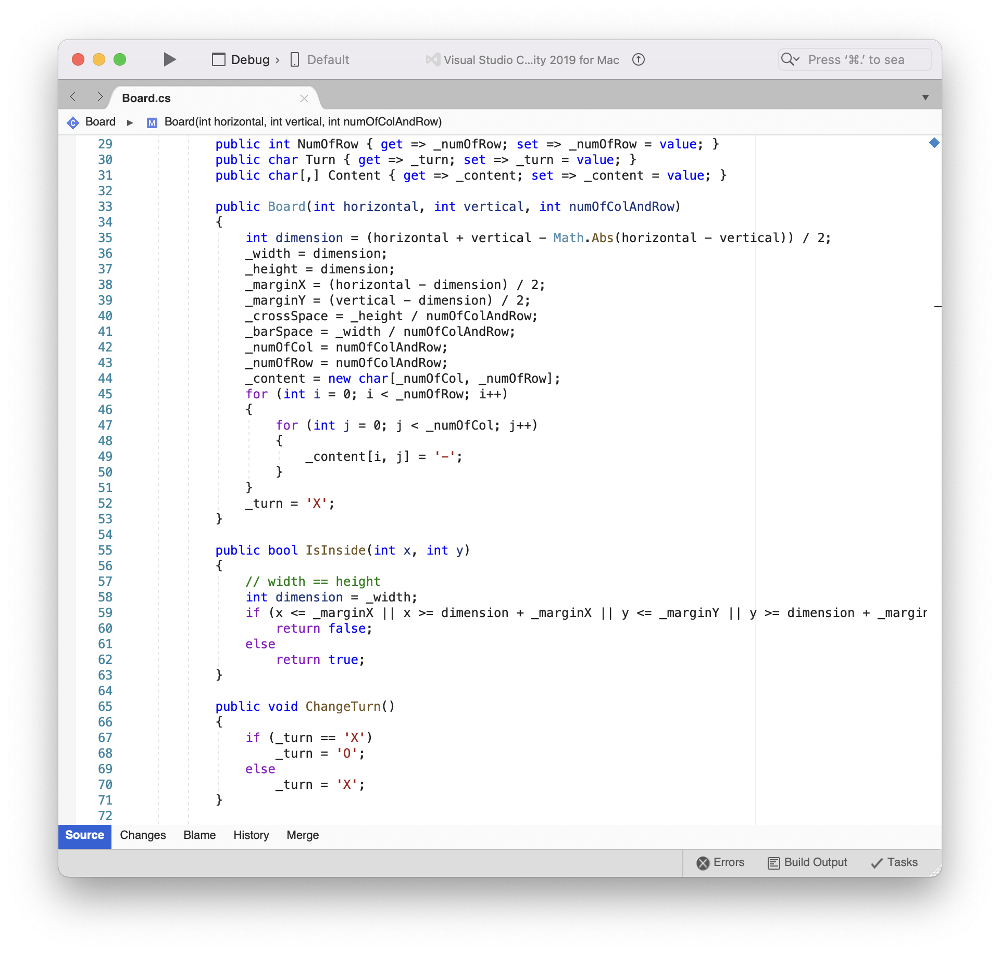 Debug › Default Visual Studio C...ity 2019 for Mac Press ‘⌘.’ to sea
Board.cs
Board ▸ M Board(int horizontal, int vertical, int numOfColAndRow)
29 public int NumOfRow { get => _numOfRow; set => _numOfRow = value; }
30 public char Turn { get => _turn; set => _turn = value; }
31 public char[,] Content { get => _content; set => _content = value; }
32
33 public Board(int horizontal, int vertical, int numOfColAndRow)
34 {
35 int dimension = (horizontal + vertical - Math.Abs(horizontal - vertical)) / 2;
36 _width = dimension;
37 _height = dimension;
38 _marginX = (horizontal - dimension) / 2;
39 _marginY = (vertical - dimension) / 2;
40 _crossSpace = _height / numOfColAndRow;
41 _barSpace = _width / numOfColAndRow;
42 _numOfCol = numOfColAndRow;
43 _numOfRow = numOfColAndRow;
44 _content = new char[_numOfCol, _numOfRow];
45 for (int i = 0; i < _numOfRow; i++)
46 {
47 for (int j = 0; j < _numOfCol; j++)
48 {
49 _content[i, j] = '-';
50 }
51 }
52 _turn = 'X';
53 }
54
55 public bool IsInside(int x, int y)
56 {
57 // width == height
58 int dimension = _width;
59 if (x <= _marginX || x >= dimension + _marginX || y <= _marginY || y >= dimension + _margin
60 return false;
61 else
62 return true;
63 }
64
65 public void ChangeTurn()
66 {
67 if (_turn == 'X')
68 _turn = 'O';
69 else
70 _turn = 'X';
71 }
72
Source Changes Blame History Merge
Errors Build Output Tasks